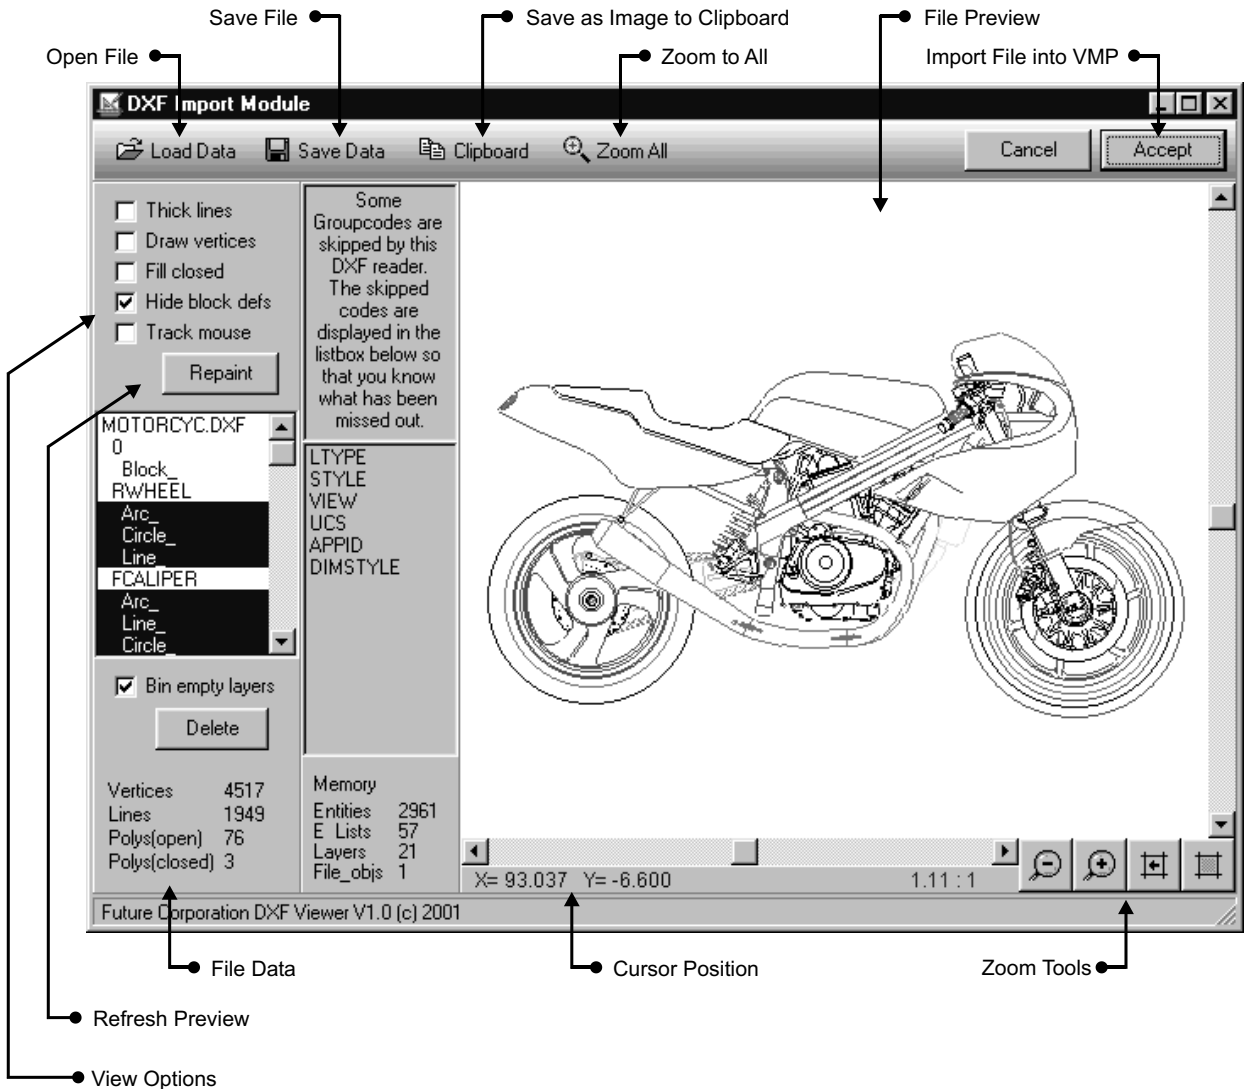 Save File
Save as Image to Clipboard
File Preview
Open File
Zoom to All
Import File into VMP
DXF Import Module
Load Data
Save Data
Clipboard
Zoom All
Cancel
Accept
Thick lines
Draw vertices
Fill closed
Hide block defs
Track mouse
Repaint
MOTORCYC.DXF
0
Block_
RWHEEL
Arc_
Circle_
Line_
FCALIPER
Arc_
Line_
Circle_
Bin empty layers
Delete
Vertices 4517
Lines 1949
Polys(open) 76
Polys(closed) 3
Some
Groupcodes are
skipped by this
DXF reader.
The skipped
codes are
displayed in the
listbox below so
that you know
what has been
missed out.
LTYPE
STYLE
VIEW
UCS
APPID
DIMSTYLE
Memory
Entities 2961
E Lists 57
Layers 21
File_objs 1
X= 93.037 Y= -6.600
1.11 : 1
Future Corporation DXF Viewer V1.0 (c) 2001
File Data
Cursor Position
Zoom Tools
Refresh Preview
View Options